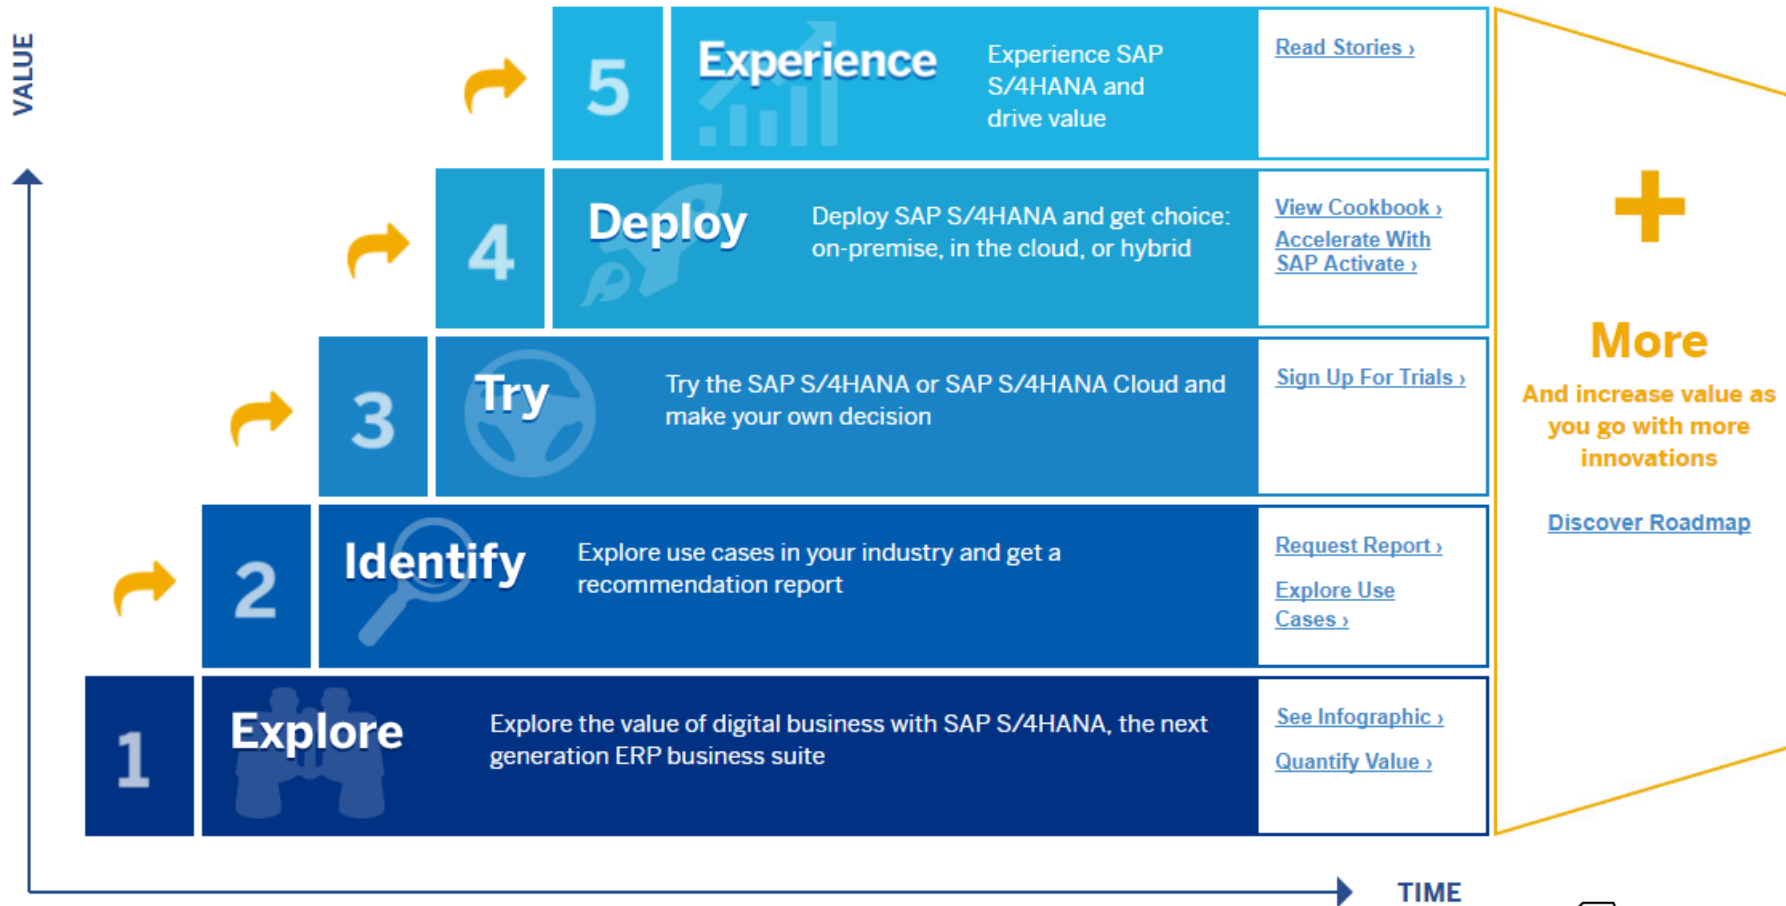 VALUE
5
Experience
Experience SAP
S/4HANA and
drive value
Read Stories ›
4
Deploy
Deploy SAP S/4HANA and get choice:
on-premise, in the cloud, or hybrid
View Cookbook ›
Accelerate With
SAP Activate ›
3
Try
Try the SAP S/4HANA or SAP S/4HANA Cloud and
make your own decision
Sign Up For Trials ›
2
Identify
Explore use cases in your industry and get a
recommendation report
Request Report ›
Explore Use
Cases ›
1
Explore
Explore the value of digital business with SAP S/4HANA, the next
generation ERP business suite
See Infographic ›
Quantify Value ›
+
More
And increase value as
you go with more
innovations
Discover Roadmap
TIME